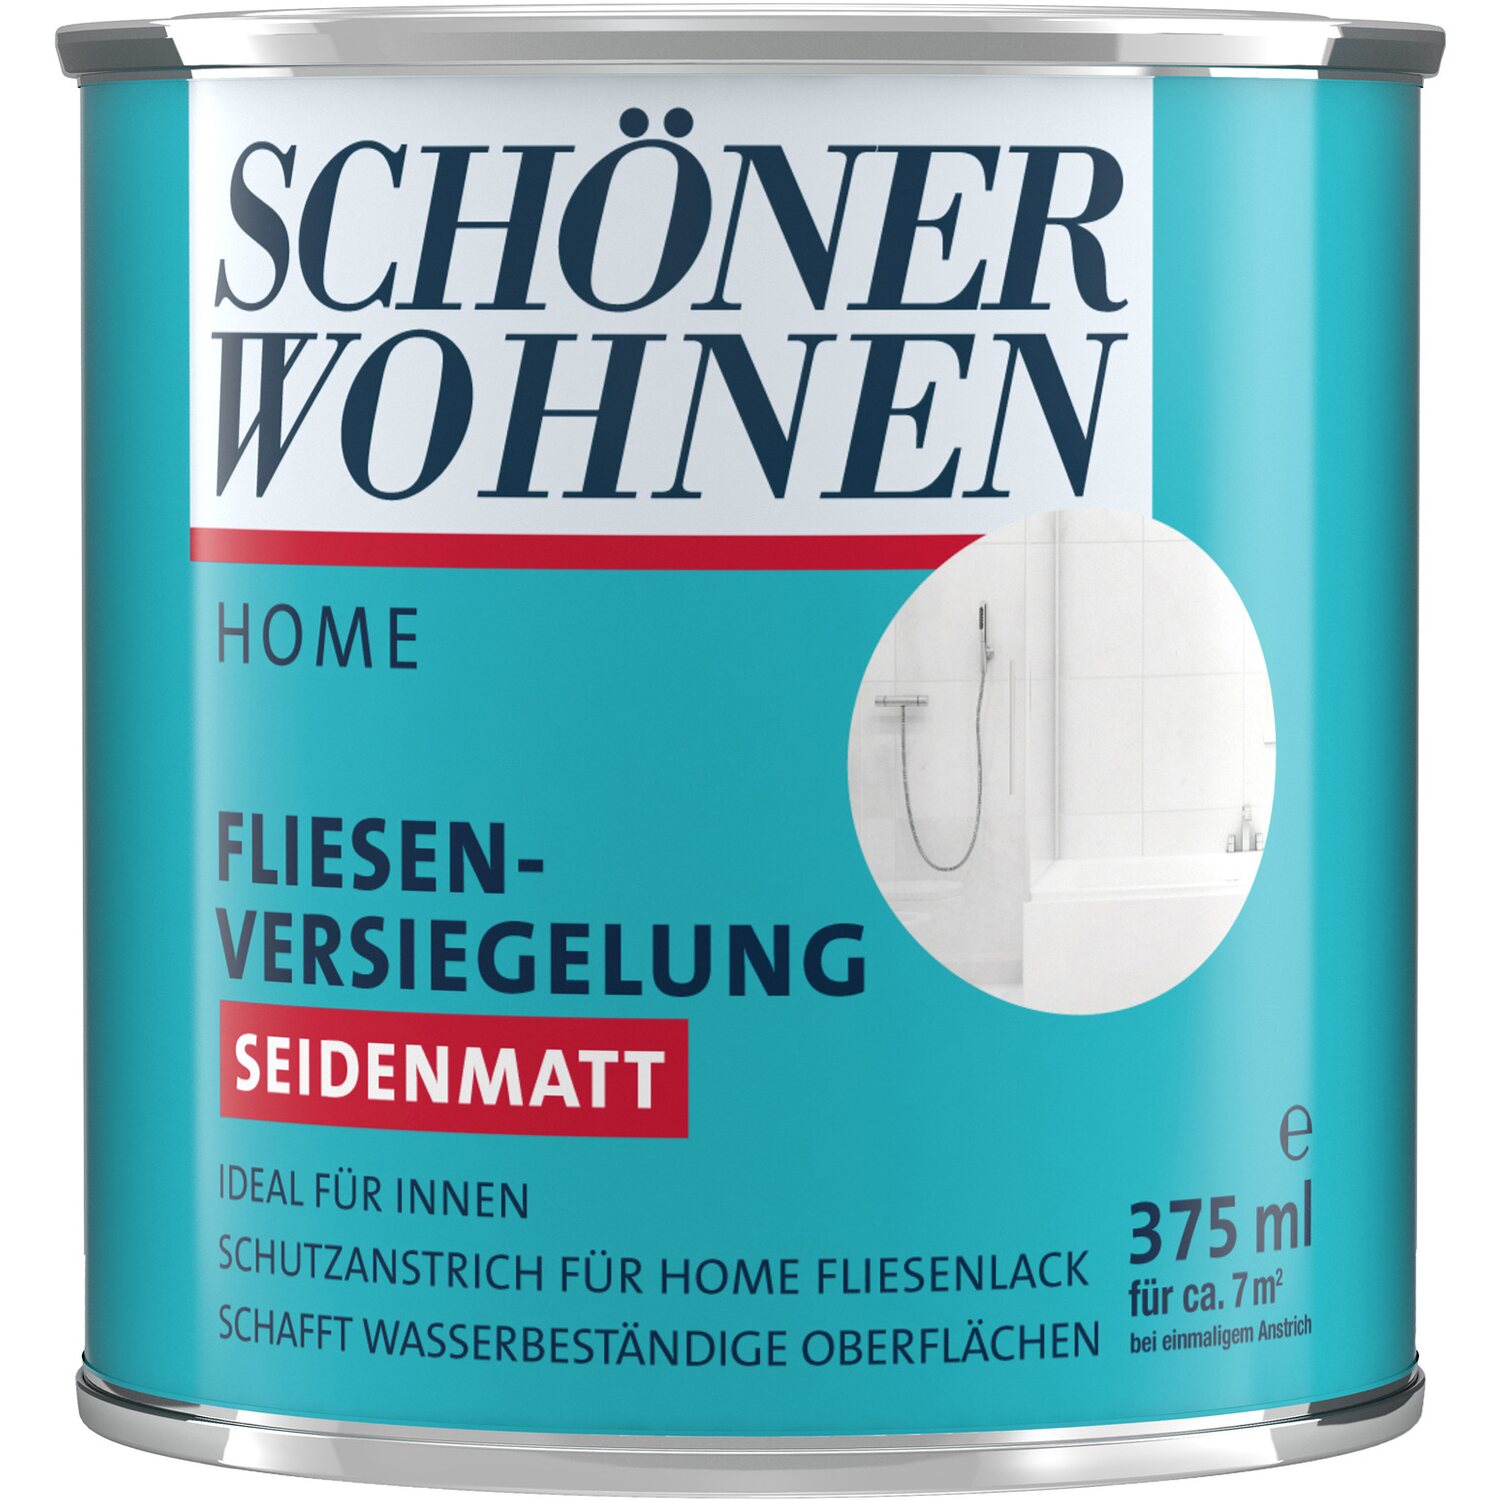 SCHÖNER
WOHNEN
HOME
FLIESEN-
VERSIEGELUNG
SEIDENMATT
IDEAL FÜR INNEN
SCHUTZANSTRICH FÜR HOME FLIESENLACK
SCHAFFT WASSERBESTÄNDIGE OBERFLÄCHEN
e
375 ml
für ca. 7 m²
bei einmaligem Anstrich